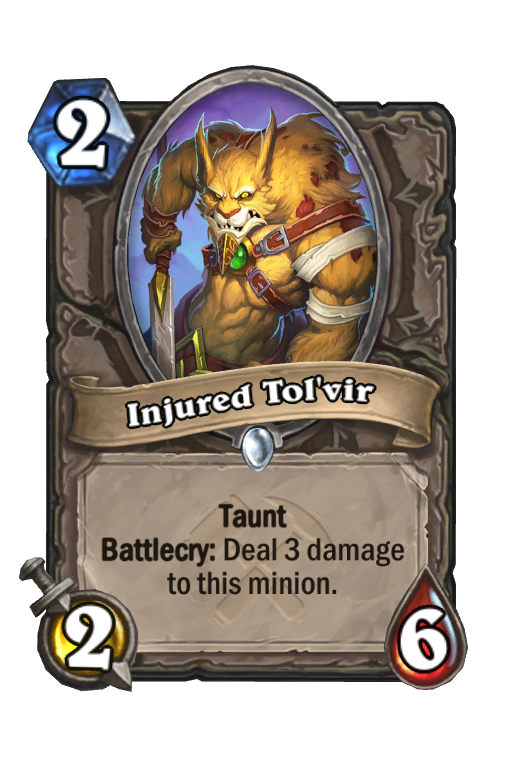 2
Injured Tol'vir
Taunt
Battlecry: Deal 3 damage
to this minion.
2
6